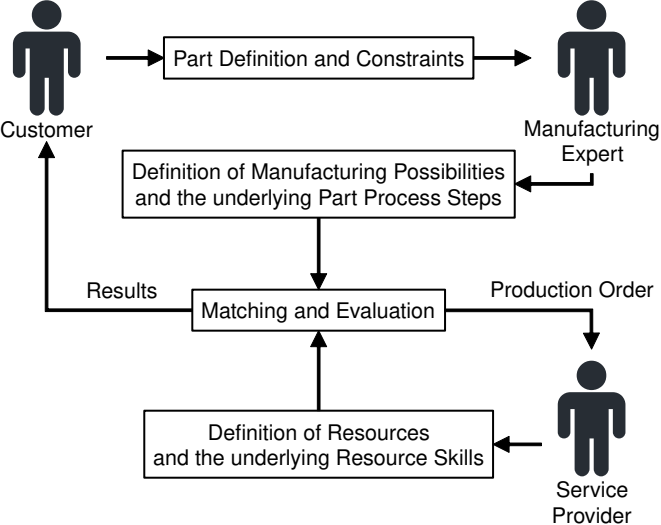 Part Definition and Constraints
Customer
Manufacturing
Expert
Definition of Manufacturing Possibilities
and the underlying Part Process Steps
Results
Production Order
Matching and Evaluation
Definition of Resources
and the underlying Resource Skills
Service
Provider